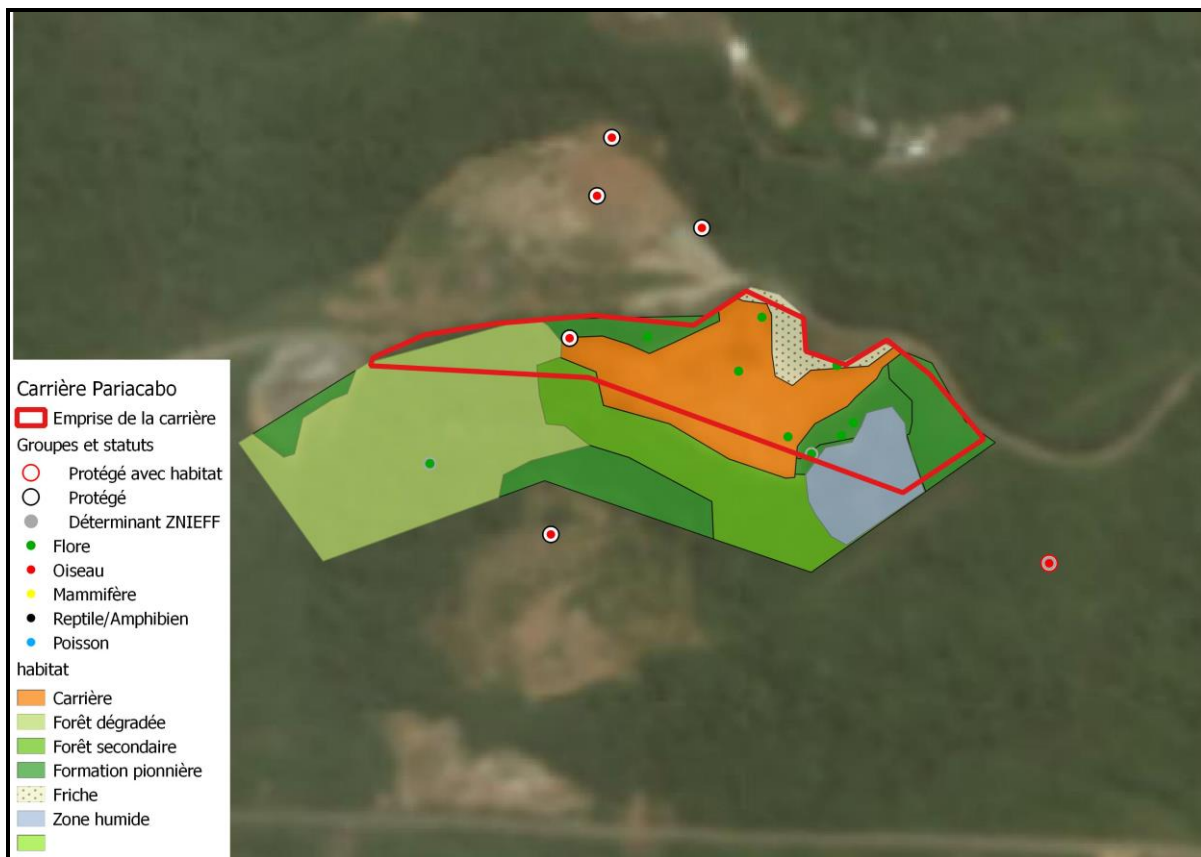 Carrière Pariacabo
Emprise de la carrière
Groupes et statuts
Protégé avec habitat
Protégé
Déterminant ZNIEFF
Flore
Oiseau
Mammifère
Reptile/Amphibien
Poisson
habitat
Carrière
Forêt dégradée
Forêt secondaire
Formation pionnière
Friche
Zone humide